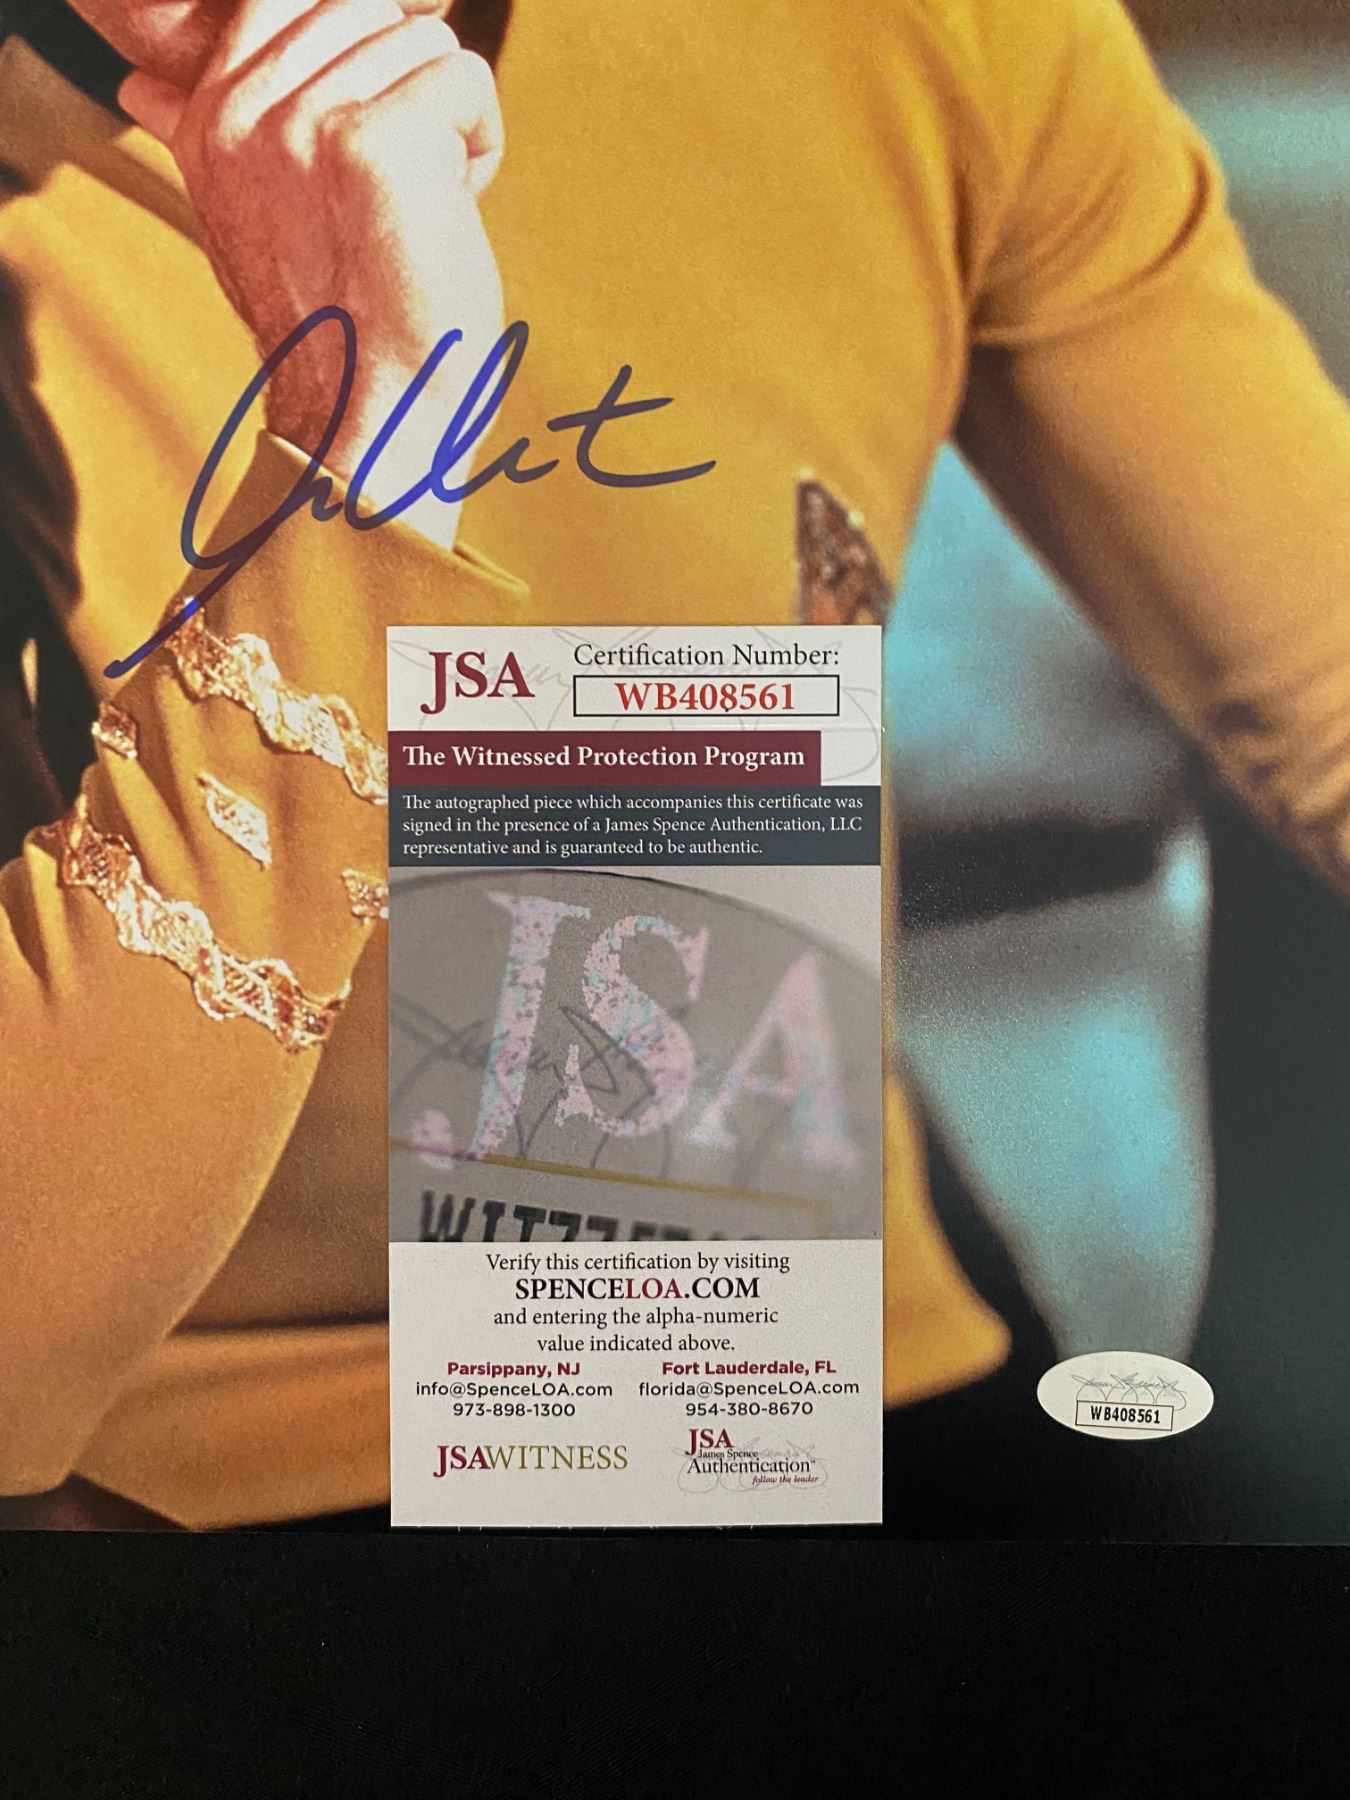 JSA
Certification Number:
WB408561
The Witnessed Protection Program
The autographed piece which accompanies this certificate was
signed in the presence of a James Spence Authentication, LLC
representative and is guaranteed to be authentic.
JSA
Verify this certification by visiting
SPENCELOA.COM
and entering the alpha-numeric
value indicated above.
Parsippany, NJ
info@SpenceLOA.com
973-898-1300
Fort Lauderdale, FL
florida@SpenceLOA.com
954-380-8670
JSAWITNESS
JSA
James Spence
Authentication
follow the leader
WB408561